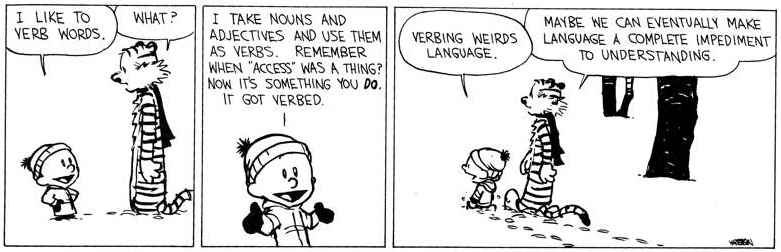 I LIKE TO
VERB WORDS.
WHAT?
I TAKE NOUNS AND
ADJECTIVES AND USE THEM
AS VERBS. REMEMBER
WHEN "ACCESS" WAS A THING?
NOW IT'S SOMETHING YOU DO.
IT GOT VERBED.
VERBING WEIRDS
LANGUAGE.
MAYBE WE CAN EVENTUALLY MAKE
LANGUAGE A COMPLETE IMPEDIMENT
TO UNDERSTANDING.